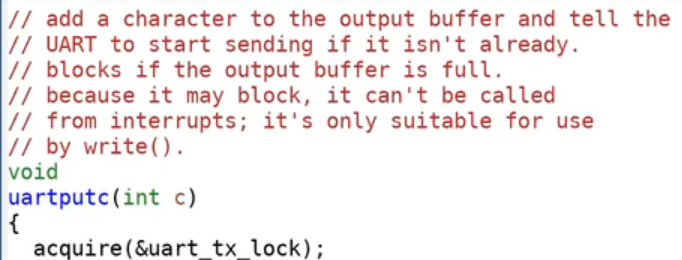 // add a character to the output buffer and tell the
// UART to start sending if it isn't already.
// blocks if the output buffer is full.
// because it may block, it can't be called
// from interrupts; it's only suitable for use
// by write().
void
uartputc(int c)
{
  acquire(&uart_tx_lock);